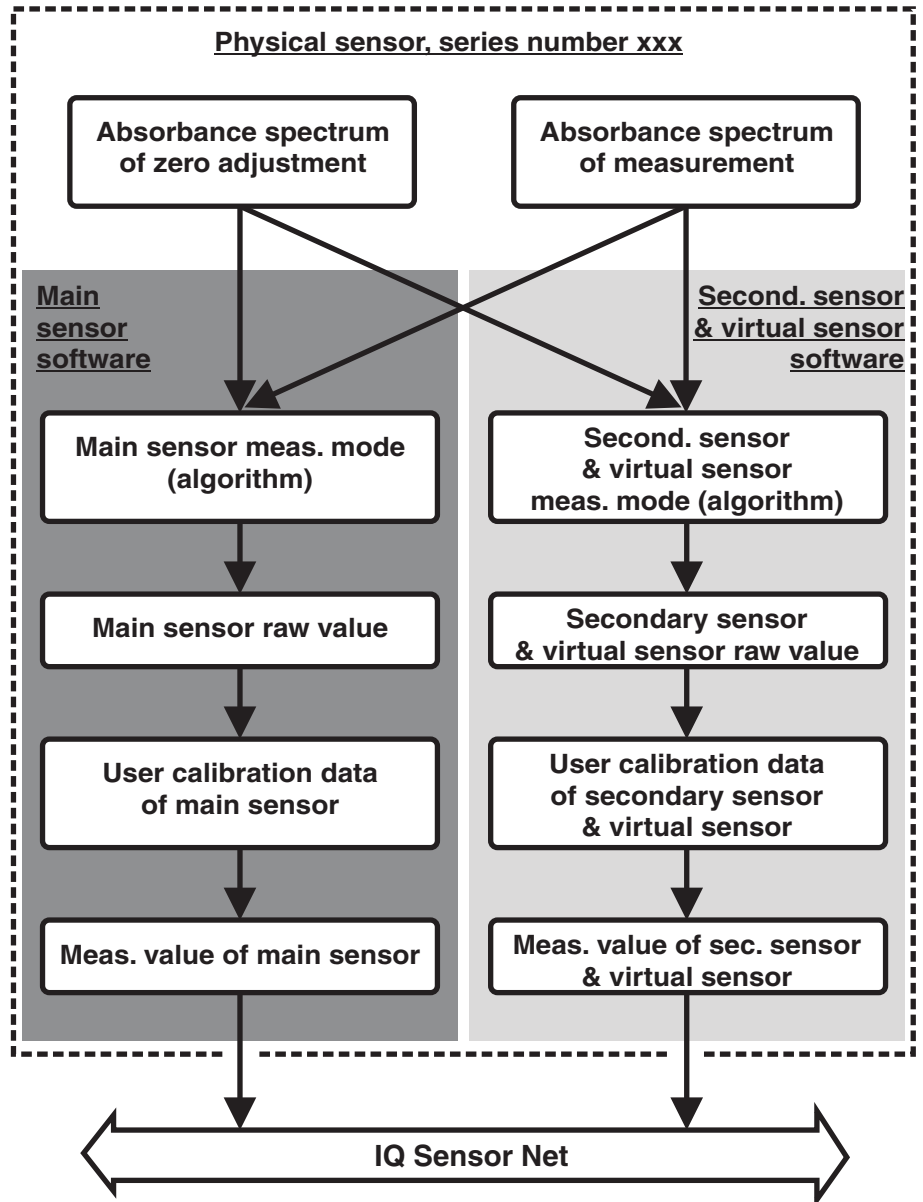 Physical sensor, series number xxx
Absorbance spectrum
of zero adjustment
Absorbance spectrum
of measurement
Main
sensor
software
Second. sensor
& virtual sensor
software
Main sensor meas. mode
(algorithm)
Second. sensor
& virtual sensor
meas. mode (algorithm)
Main sensor raw value
Secondary sensor
& virtual sensor raw value
User calibration data
of main sensor
User calibration data
of secondary sensor
& virtual sensor
Meas. value of main sensor
Meas. value of sec. sensor
& virtual sensor
IQ Sensor Net